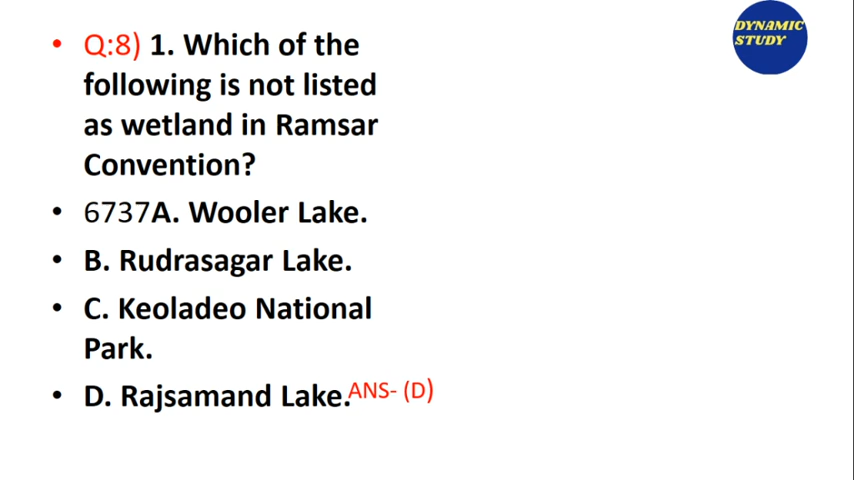 DYNAMIC
STUDY
• Q:8) 1. Which of the
following is not listed
as wetland in Ramsar
Convention?
• 6737A. Wooler Lake.
• B. Rudrasagar Lake.
• C. Keoladeo National
Park.
• D. Rajsamand Lake.ANS- (D)